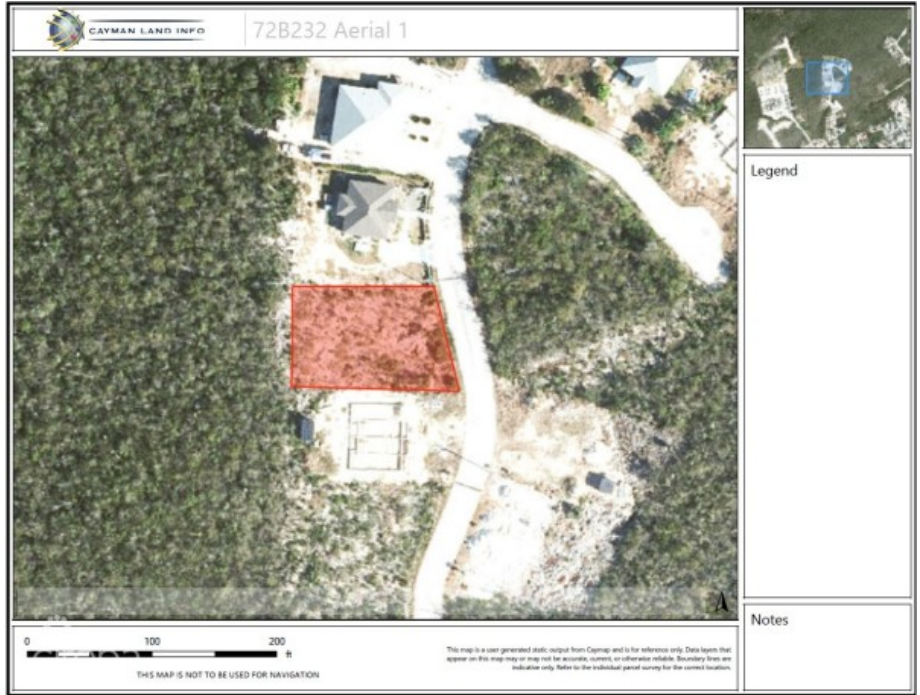 CAYMAN LAND INFO
72B232 Aerial 1
Legend
Notes
0 100 200
ft
THIS MAP IS NOT TO BE USED FOR NAVIGATION
This map is a user generated static output from Caymap and is for reference only. Data layers that
appear on this map may or may not be accurate, current, or otherwise reliable. Boundary lines are
indicative only. Refer to the individual parcel survey for the correct location.